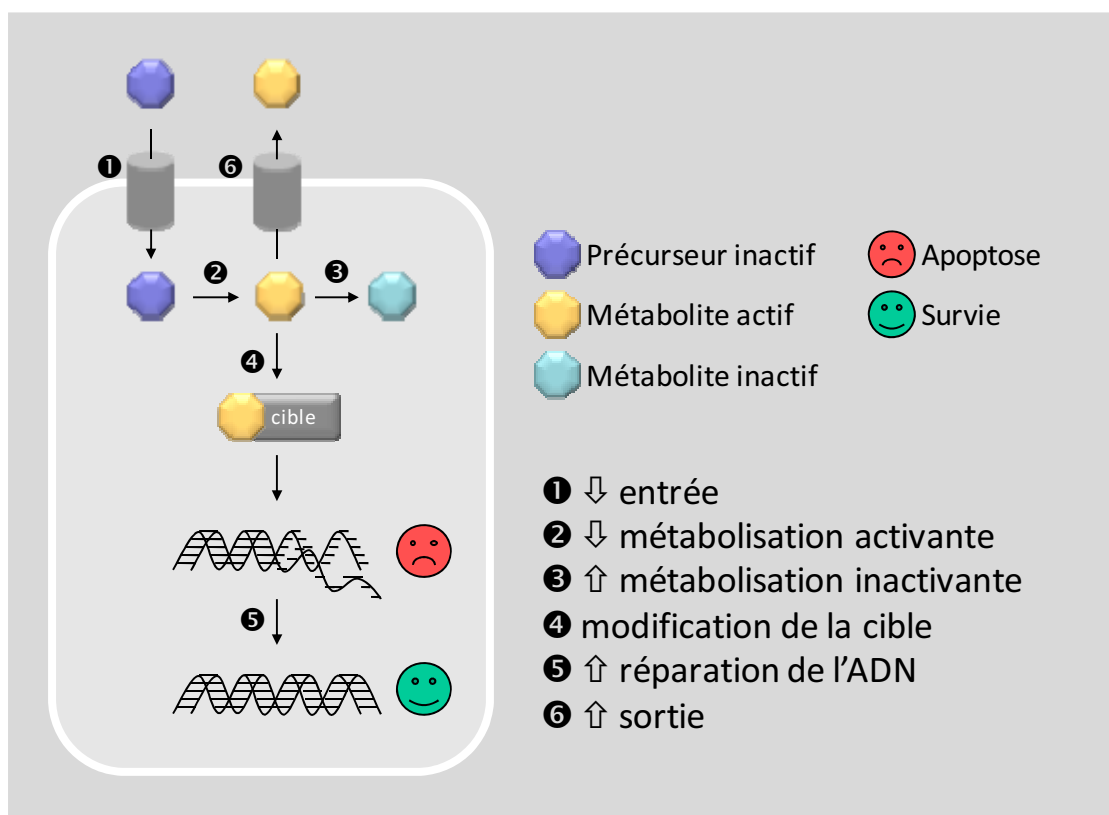 ❶
❻
❷
❸
❹
cible
❺
Précurseur inactif
Métabolite actif
Métabolite inactif
Apoptose
Survie
❶ ⇩ entrée
❷ ⇩ métabolisation activante
❸ ⇧ métabolisation inactivante
❹ modification de la cible
❺ ⇧ réparation de l’ADN
❻ ⇧ sortie